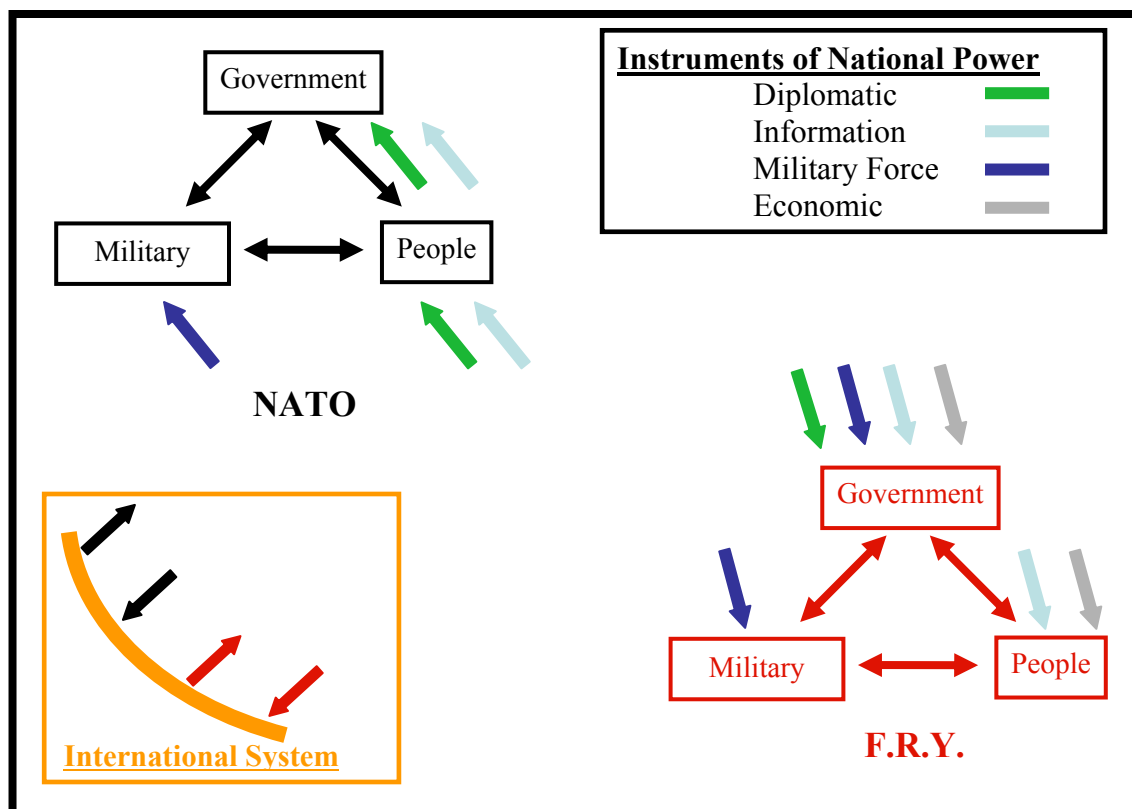 Government
Military
People
NATO
Instruments of National Power
Diplomatic
Information
Military Force
Economic
International System
Government
Military
People
F.R.Y.